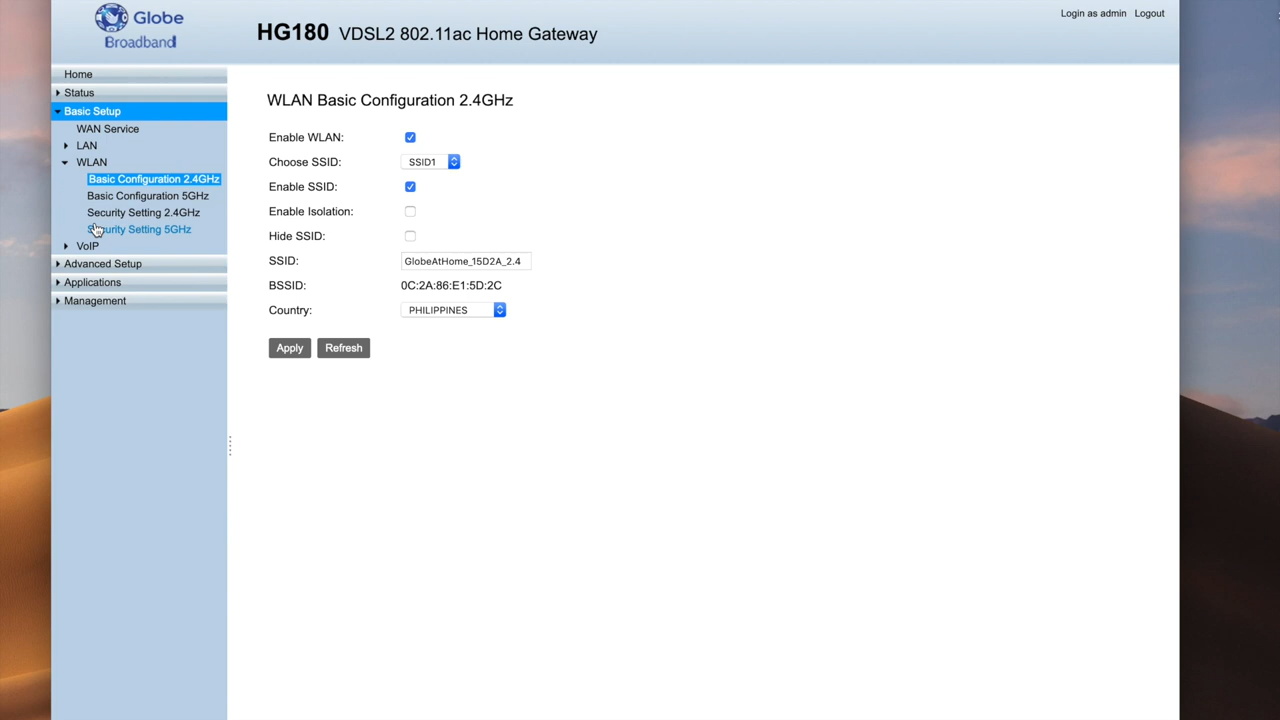 Globe
Broadband
HG180 VDSL2 802.11ac Home Gateway
Login as admin Logout
Home
Status
Basic Setup
WAN Service
LAN
WLAN
Basic Configuration 2.4GHz
Basic Configuration 5GHz
Security Setting 2.4GHz
Security Setting 5GHz
VoIP
Advanced Setup
Applications
Management
WLAN Basic Configuration 2.4GHz
Enable WLAN:
Choose SSID: SSID1
Enable SSID:
Enable Isolation:
Hide SSID:
SSID: GlobeAtHome_15D2A_2.4
BSSID: 0C:2A:86:E1:5D:2C
Country: PHILIPPINES
Apply Refresh